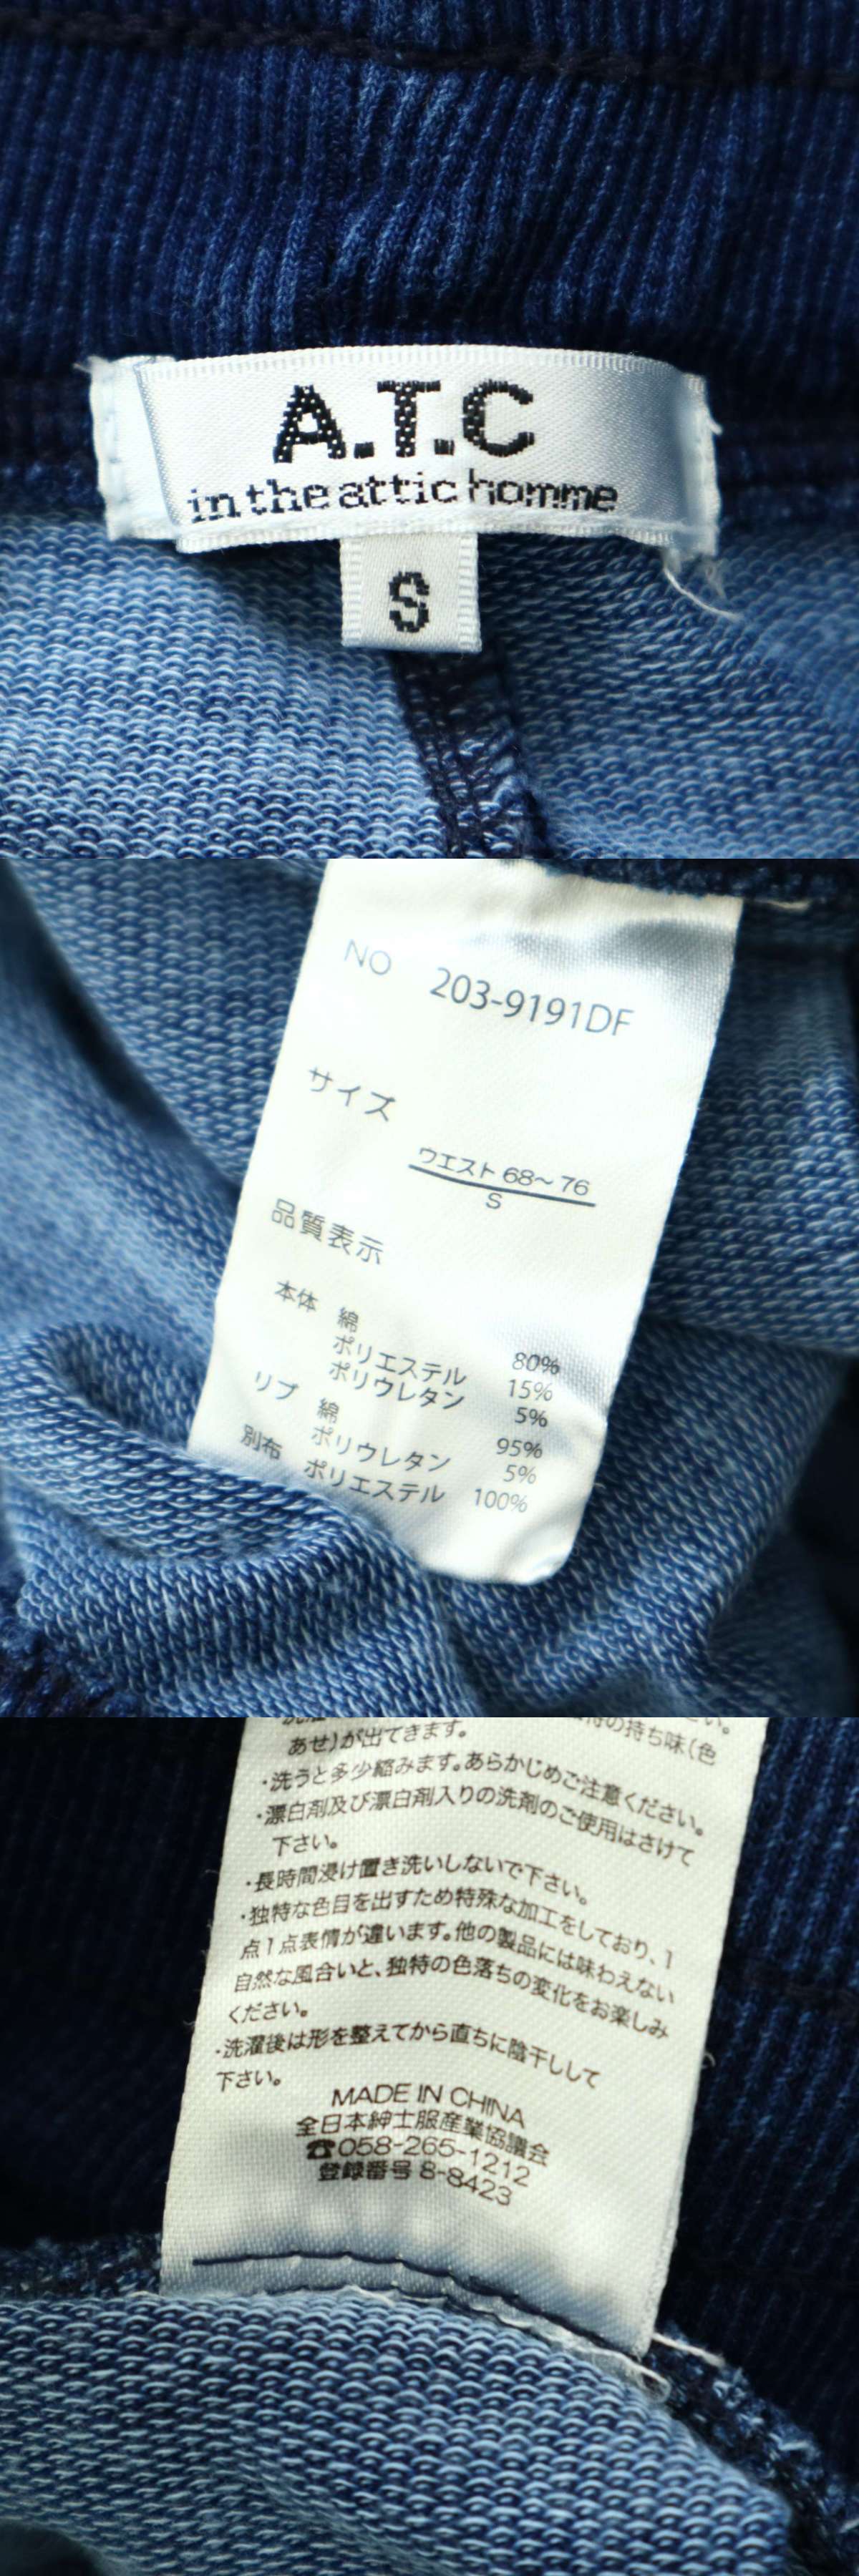 A.T.C
in the attic homme
S
NO 203-9191DF
サイズ
ウエスト 68〜76
S
品質表示
本体 綿 80%
ポリエステル 15%
ポリウレタン 5%
リブ 綿 95%
ポリウレタン 5%
別布 ポリエステル 100%
の持ち味(色
あせ)が出てきます。
・洗うと多少縮みます。あらかじめご注意ください。
・漂白剤及び漂白剤入りの洗剤のご使用はさけて
下さい。
・長時間浸け置き洗いしないで下さい。
・独特な色目を出すため特殊な加工をしており、1
点1点表情が違います。他の製品には味わえない
自然な風合いと、独特の色落ちの変化をお楽しみ
ください。
・洗濯後は形を整えてから直ちに陰干しして
下さい。
MADE IN CHINA
全日本紳士服産業協議会
☎058-265-1212
登録番号 8-8423